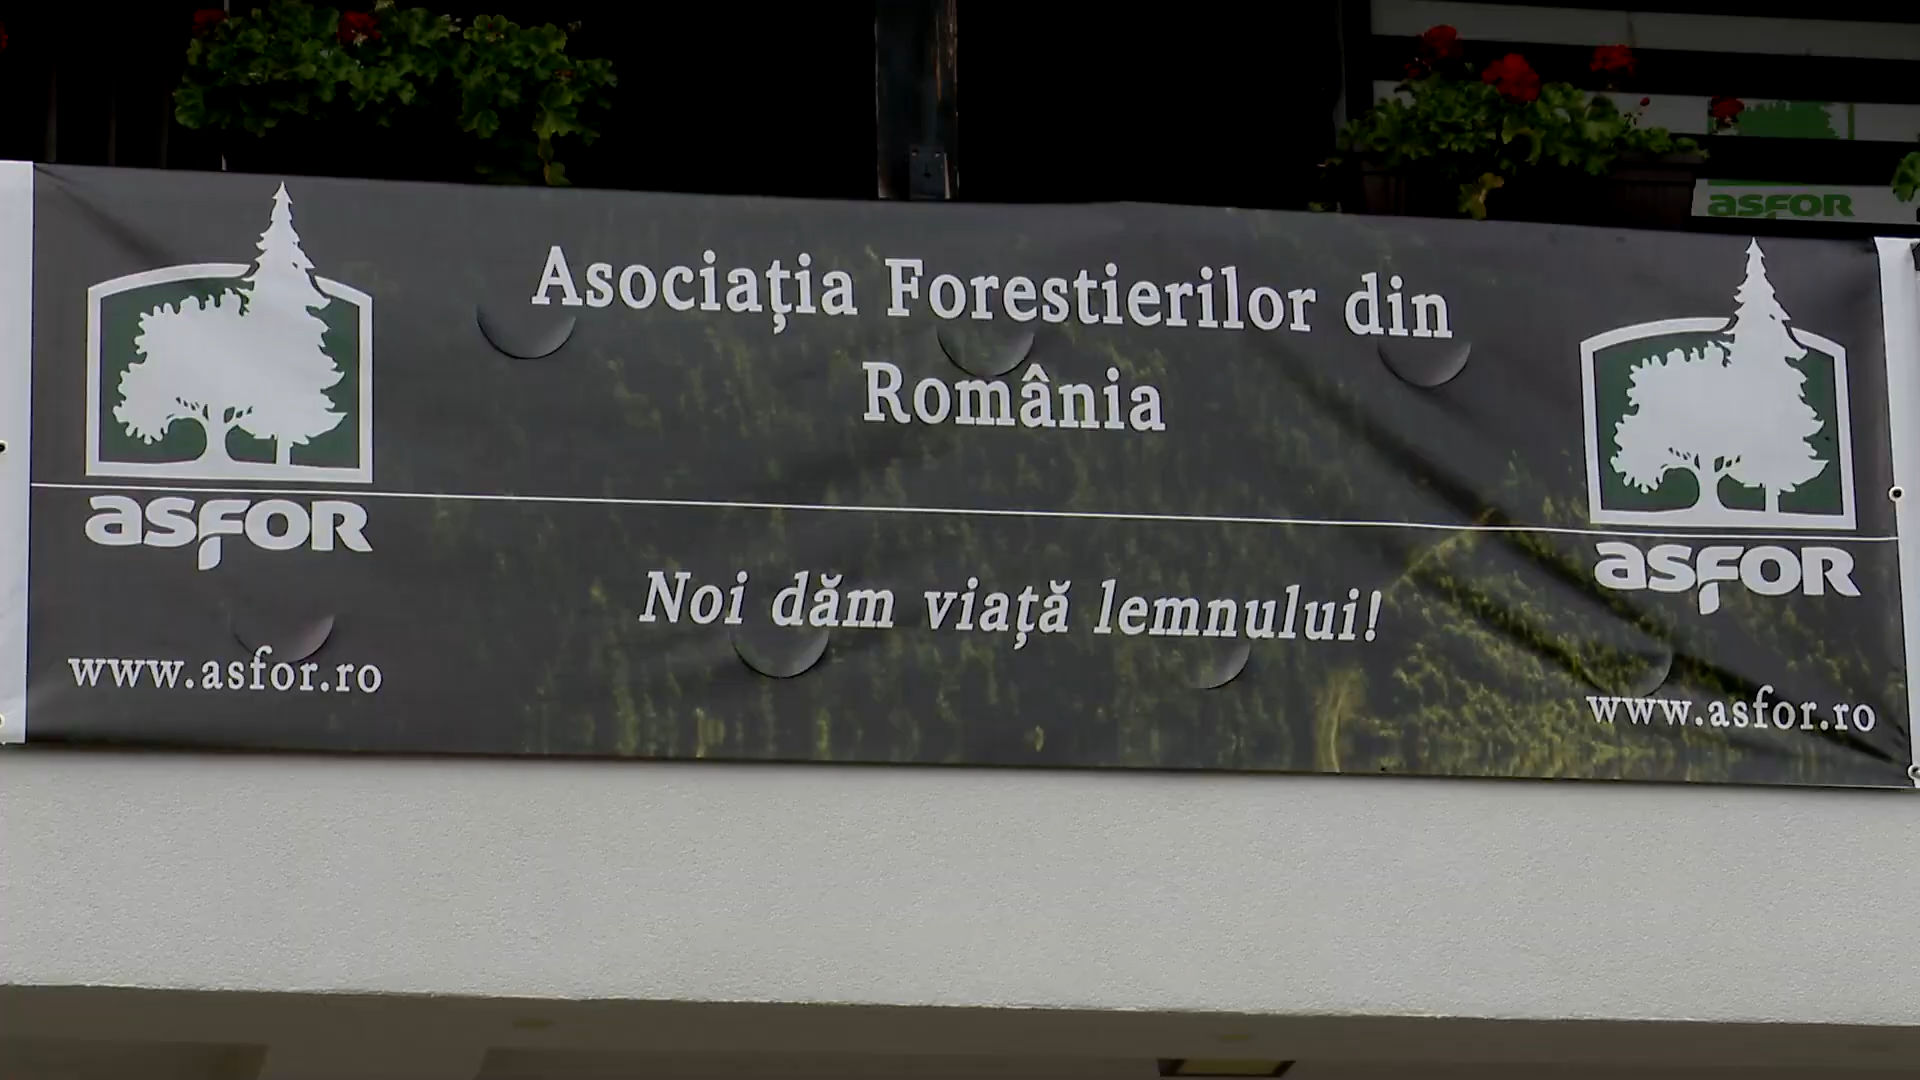 asfor
Asociația Forestierilor din
România
asfor
asfor
Noi dăm viață lemnului!
www.asfor.ro
www.asfor.ro